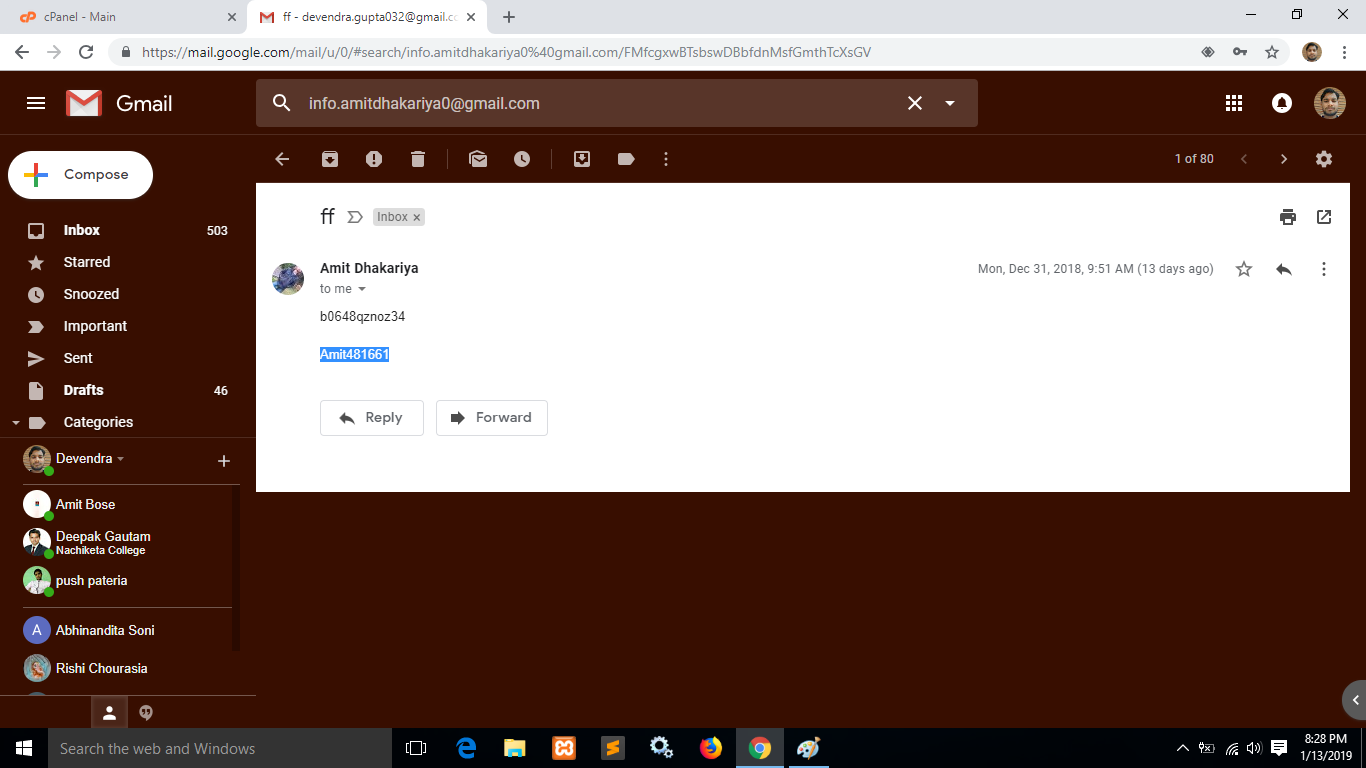 cPanel - Main
ff - devendra.gupta032@gmail.co
https://mail.google.com/mail/u/0/#search/info.amitdhakariya0%40gmail.com/FMfcgxwBTsbswDBbfdnMsfGmthTcXsGV
Gmail
info.amitdhakariya0@gmail.com
Compose
1 of 80
Inbox 503
Starred
Snoozed
Important
Sent
Drafts 46
Categories
Devendra
Amit Bose
Deepak Gautam
Nachiketa College
push pateria
A Abhinandita Soni
Rishi Chourasia
ff Inbox x
Amit Dhakariya
Mon, Dec 31, 2018, 9:51 AM (13 days ago)
to me
b0648qznoz34
Amit481661
Reply
Forward
Search the web and Windows
8:28 PM
1/13/2019